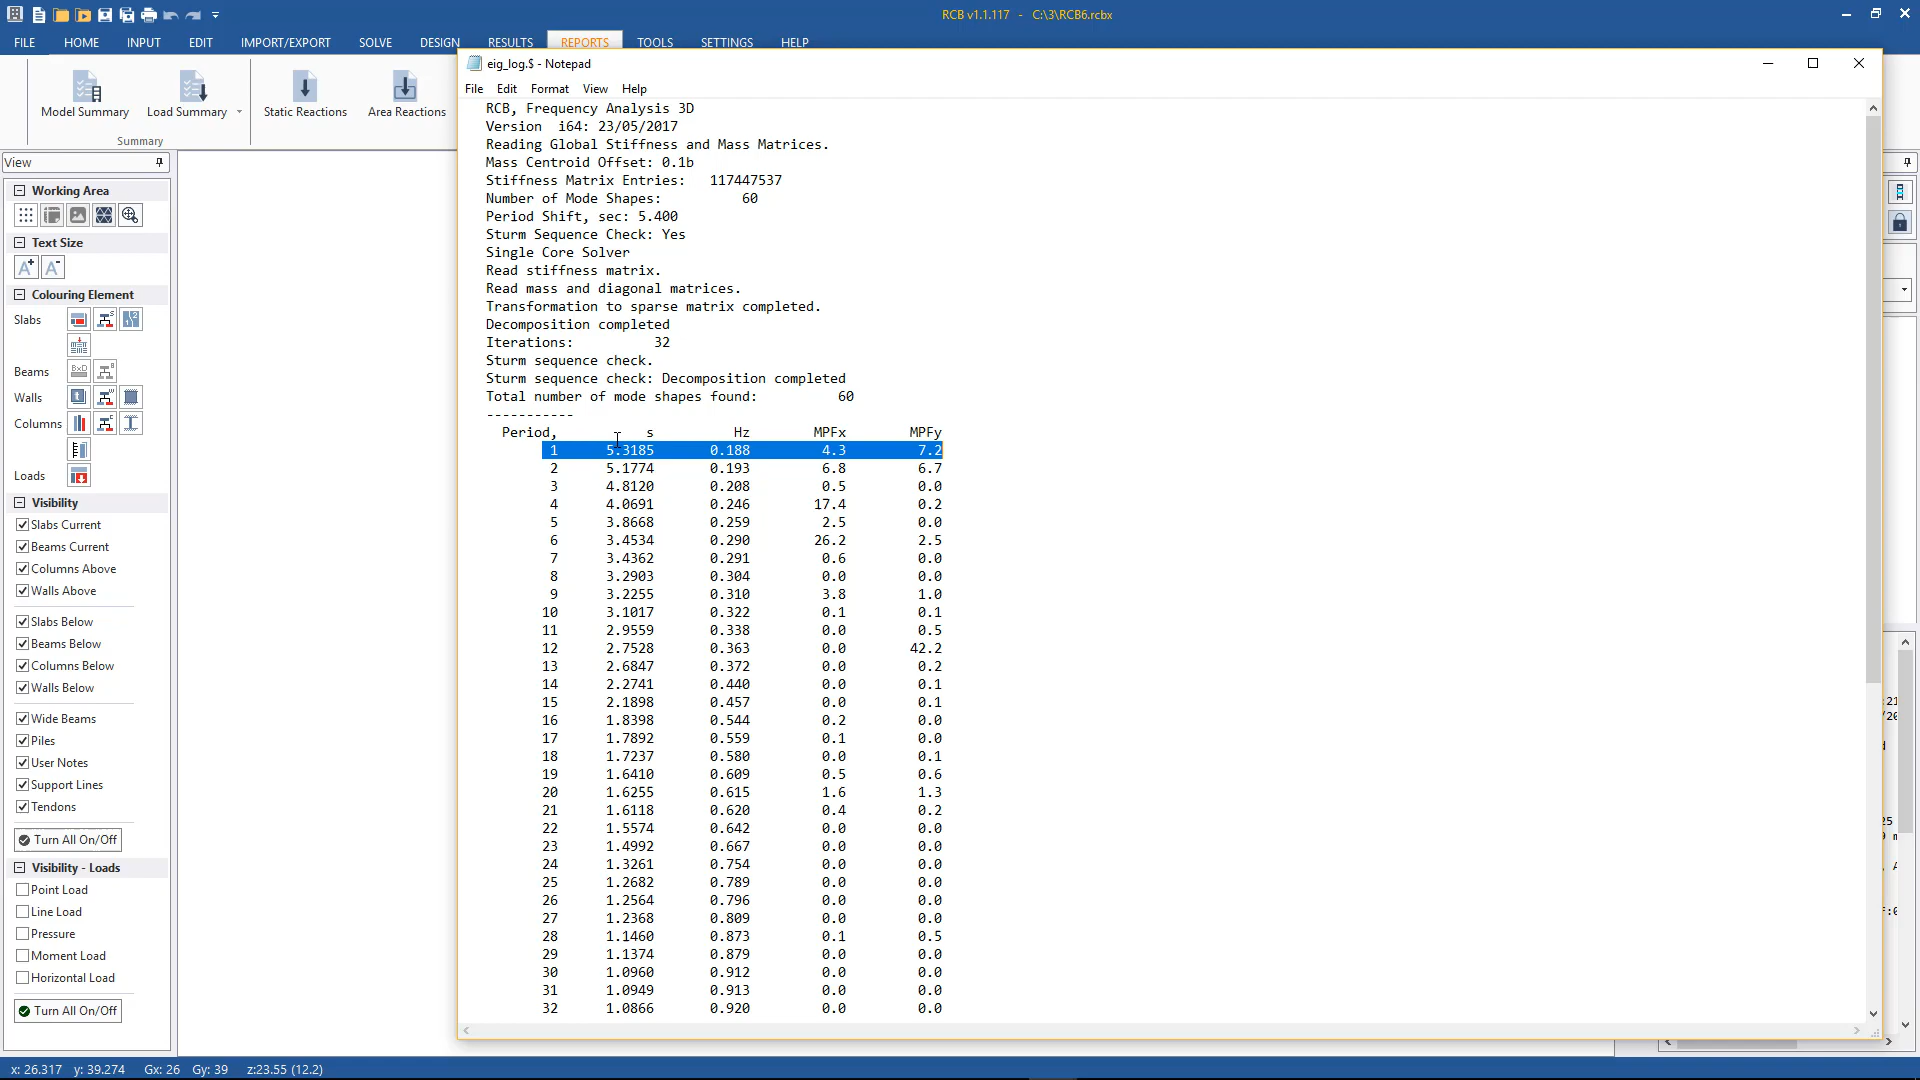 RCB v1.1.117 - C:\3\RCB6.rcbx
FILE HOME INPUT EDIT IMPORT/EXPORT SOLVE DESIGN RESULTS REPORTS TOOLS SETTINGS HELP
Model Summary Load Summary Static Reactions Area Reactions
Summary
View
Working Area
Text Size
A+ A-
Colouring Element
Slabs
Beams
BxD
Walls
Columns
Loads
Visibility
Slabs Current
Beams Current
Columns Above
Walls Above
Slabs Below
Beams Below
Columns Below
Walls Below
Wide Beams
Piles
User Notes
Support Lines
Tendons
Turn All On/Off
Visibility - Loads
Point Load
Line Load
Pressure
Moment Load
Horizontal Load
Turn All On/Off
eig_log.$ - Notepad
File Edit Format View Help
RCB, Frequency Analysis 3D
Version i64: 23/05/2017
Reading Global Stiffness and Mass Matrices.
Mass Centroid Offset: 0.1b
Stiffness Matrix Entries: 117447537
Number of Mode Shapes: 60
Period Shift, sec: 5.400
Sturm Sequence Check: Yes
Single Core Solver
Read stiffness matrix.
Read mass and diagonal matrices.
Transformation to sparse matrix completed.
Decomposition completed
Iterations: 32
Sturm sequence check.
Sturm sequence check: Decomposition completed
Total number of mode shapes found: 60
-----------
Period, - s Hz MPFx MPFy
1 5.3185 0.188 4.3 7.2
2 5.1774 0.193 6.8 6.7
3 4.8120 0.208 0.5 0.0
4 4.0691 0.246 17.4 0.2
5 3.8668 0.259 2.5 0.0
6 3.4534 0.290 26.2 2.5
7 3.4362 0.291 0.6 0.0
8 3.2903 0.304 0.0 0.0
9 3.2255 0.310 3.8 1.0
10 3.1017 0.322 0.1 0.1
11 2.9559 0.338 0.0 0.5
12 2.7528 0.363 0.0 42.2
13 2.6847 0.372 0.0 0.2
14 2.2741 0.440 0.0 0.1
15 2.1898 0.457 0.0 0.1
16 1.8398 0.544 0.2 0.0
17 1.7892 0.559 0.1 0.0
18 1.7237 0.580 0.0 0.1
19 1.6410 0.609 0.5 0.6
20 1.6255 0.615 1.6 1.3
21 1.6118 0.620 0.4 0.2
22 1.5574 0.642 0.0 0.0
23 1.4992 0.667 0.0 0.0
24 1.3261 0.754 0.0 0.0
25 1.2682 0.789 0.0 0.0
26 1.2564 0.796 0.0 0.0
27 1.2368 0.809 0.0 0.0
28 1.1460 0.873 0.1 0.5
29 1.1374 0.879 0.0 0.0
30 1.0960 0.912 0.0 0.0
31 1.0949 0.913 0.0 0.0
32 1.0866 0.920 0.0 0.0
x: 26.317 y: 39.274 Gx: 26 Gy: 39 z:23.55 (12.2)